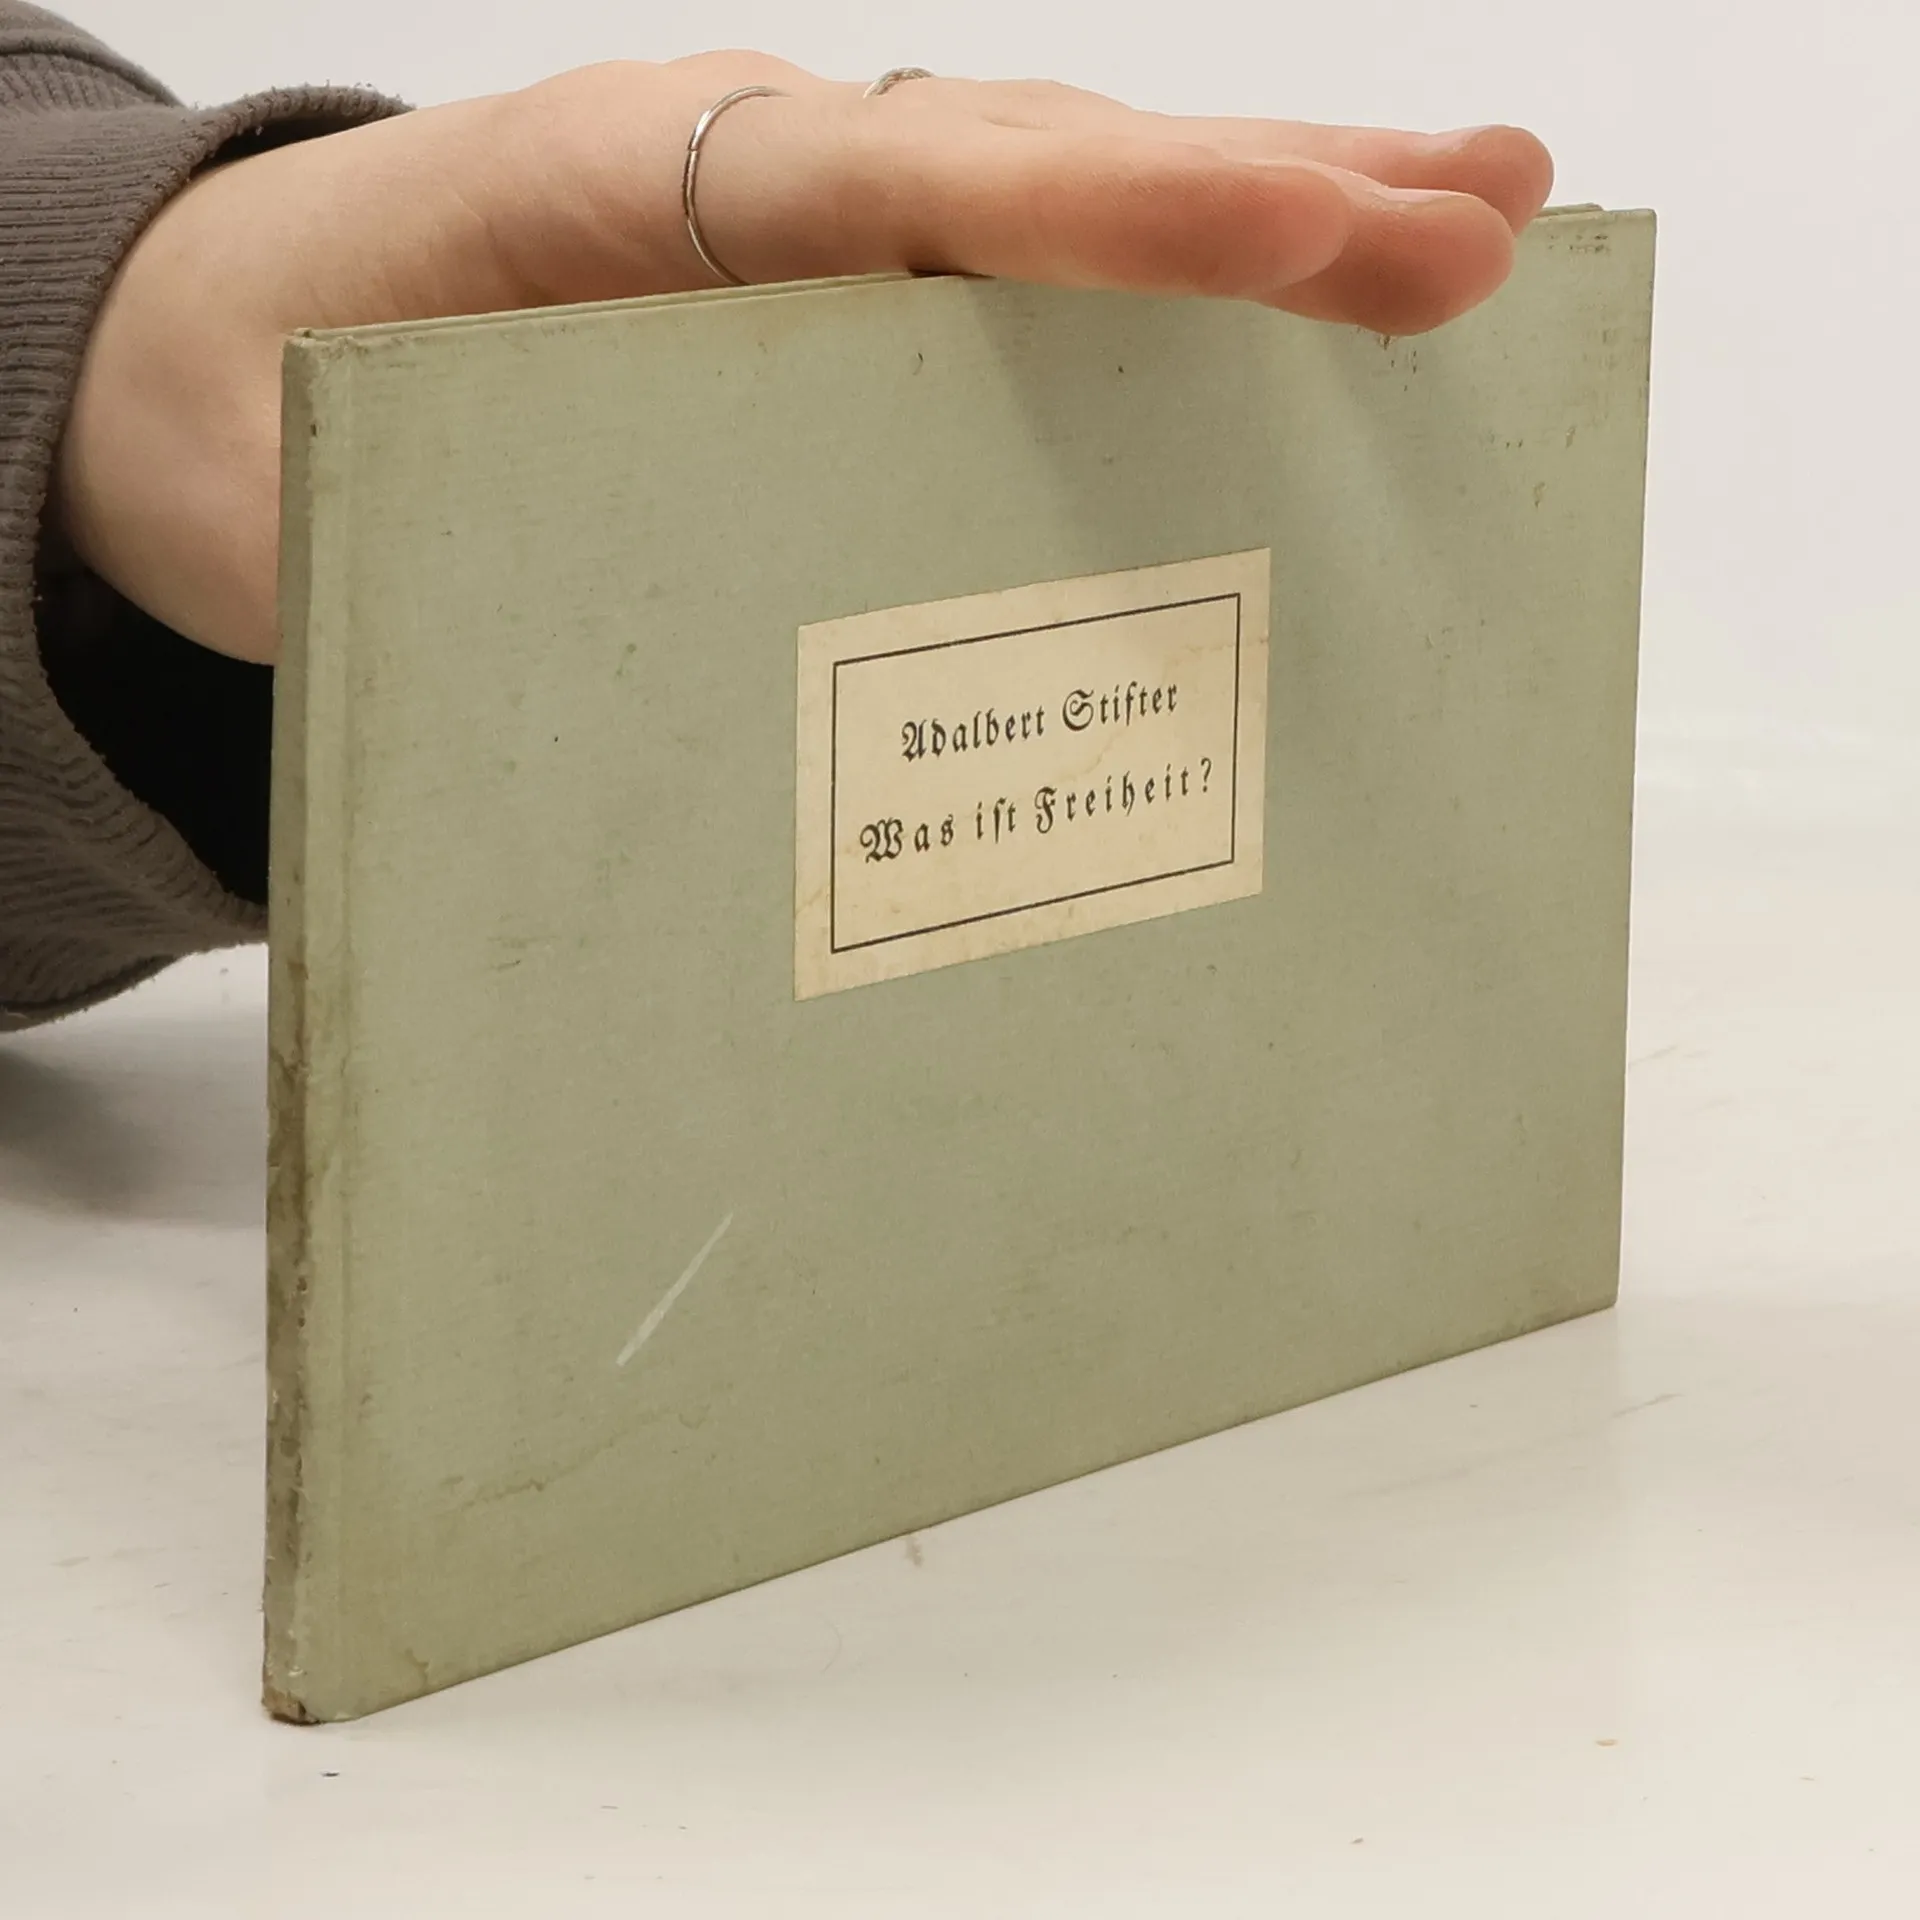 Adalbert Stifter
Was iſt Freiheit?